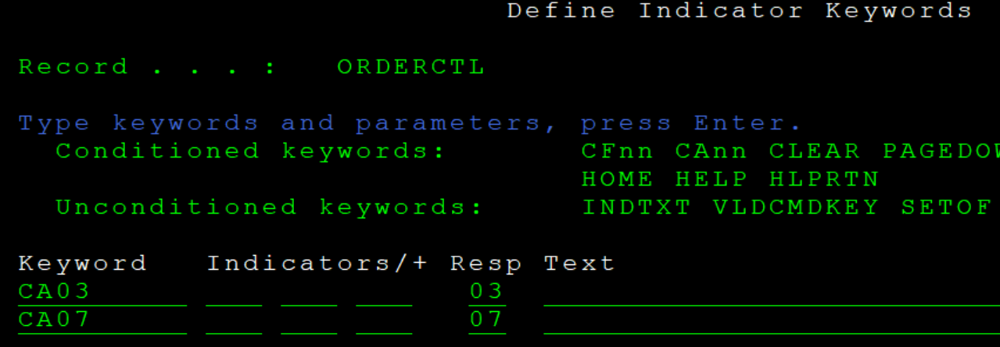 Define Indicator Keywords
Record . . . : ORDERCTL
Type keywords and parameters, press Enter.
Conditioned keywords: CFnn CAnn CLEAR PAGEDOW
HOME HELP HLPRTN
Unconditioned keywords: INDTXT VLDCMDKEY SETOF
Keyword Indicators/+ Resp Text
CA03 03
CA07 07